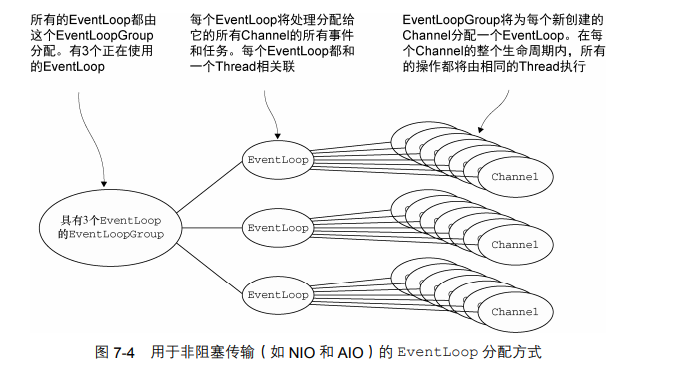 所有的EventLoop都由
这个EventLoopGroup
分配。有3个正在使用
的EventLoop
每个EventLoop将处理分配给
它的所有Channel的所有事件
和任务。每个EventLoop都和
一个Thread相关联
EventLoopGroup将为每个新创建的
Channel分配一个EventLoop。在每
个Channel的整个生命周期内，所有
的操作都将由相同的Thread执行
具有3个EventLoop
的EventLoopGroup
EventLoop
Channel
EventLoop
Channel
EventLoop
Channel
图 7-4 用于非阻塞传输（如 NIO 和 AIO）的 EventLoop 分配方式